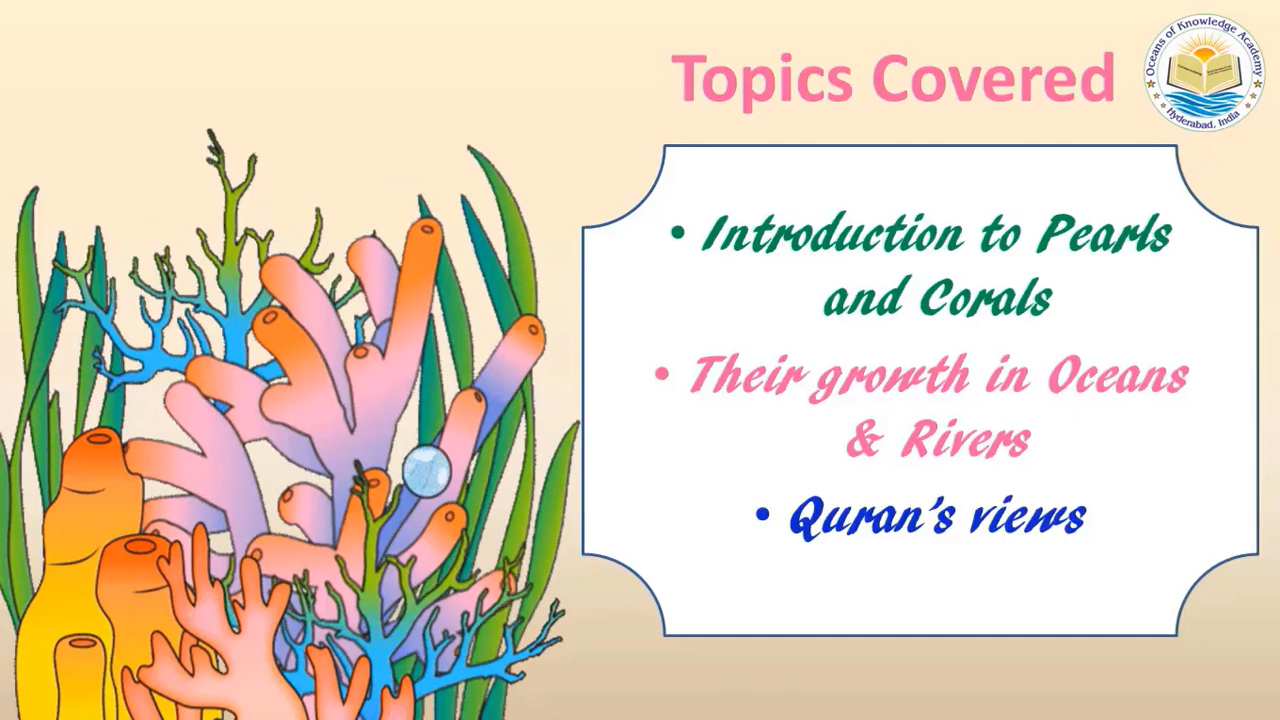 Topics Covered
Oceans of Knowledge Academy
Hyderabad, India
• Introduction to Pearls
and Corals
• Their growth in Oceans
& Rivers
• Quran's views